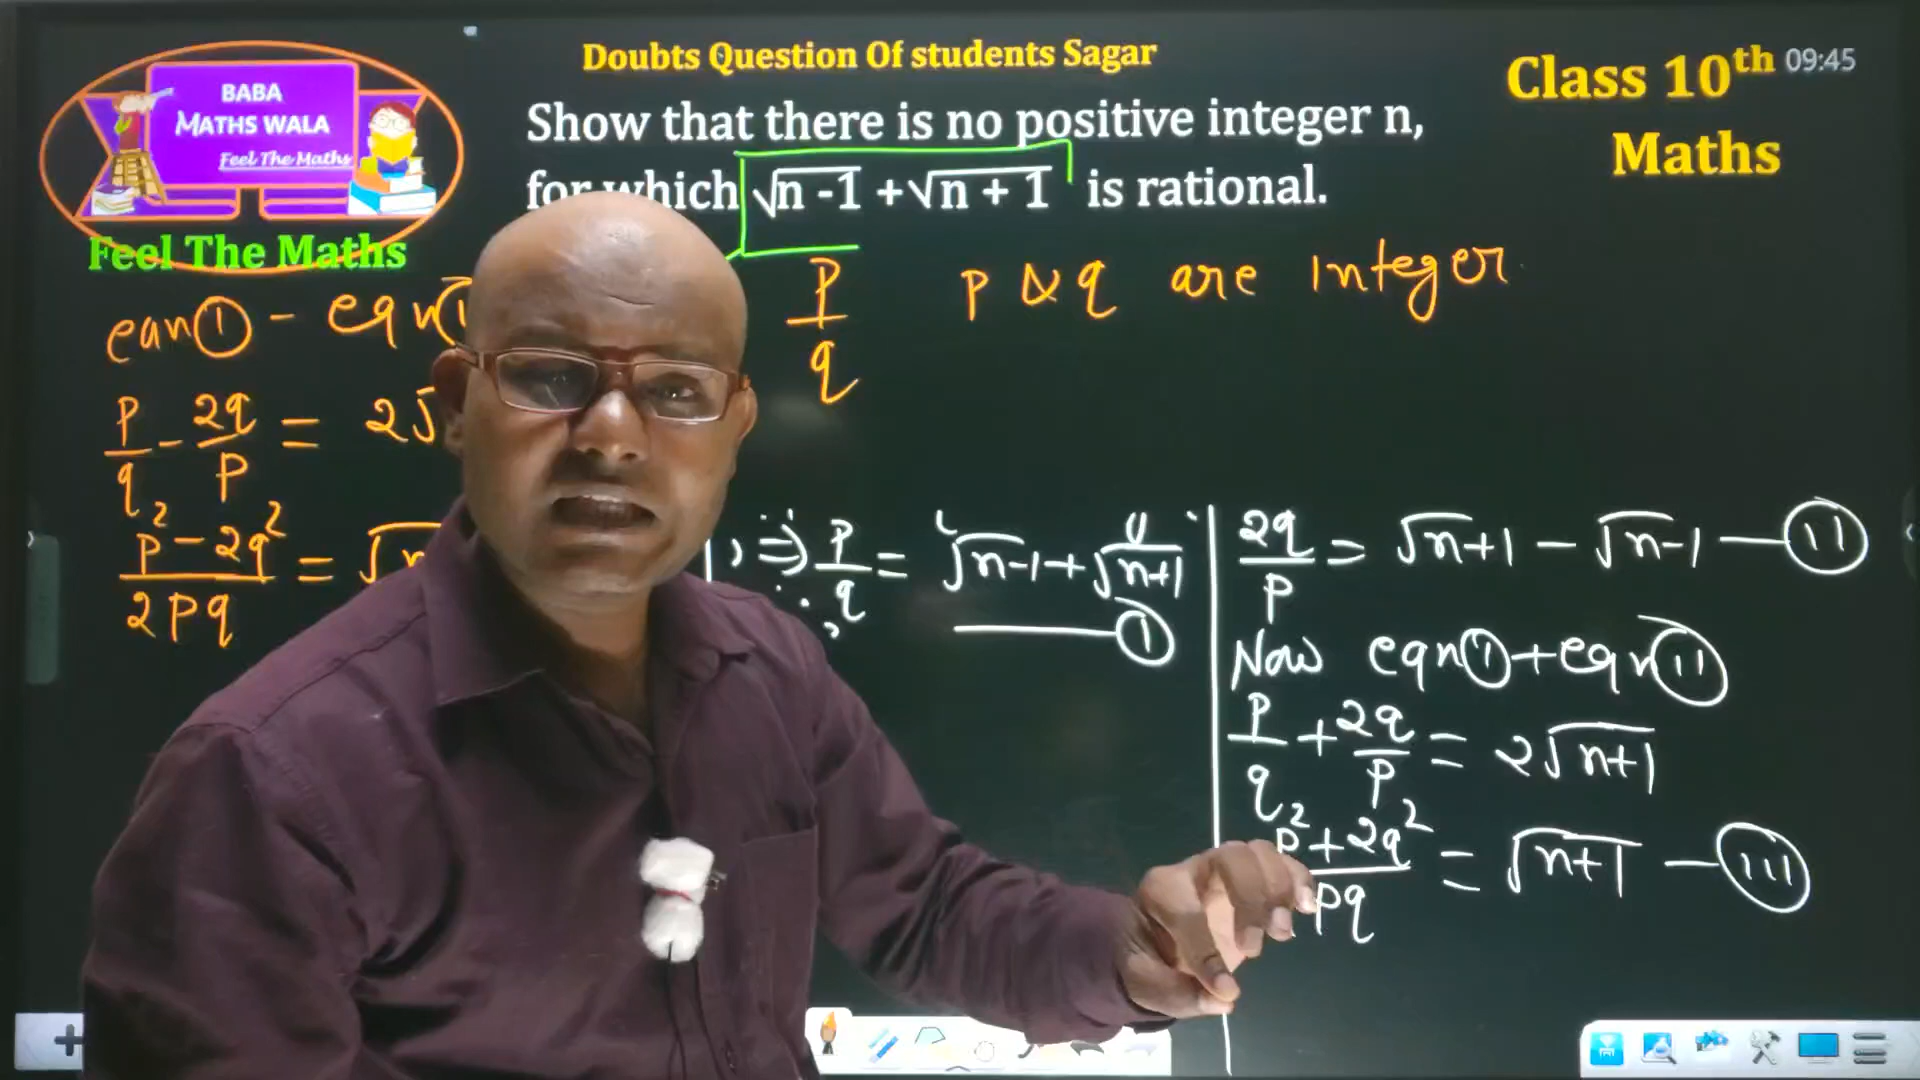 Doubts Question Of students Sagar
Class 10th 09:45
Maths
BABA
MATHS WALA
Feel The Maths
Feel The Maths
Show that there is no positive integer n,
for which √n -1 + √n + 1 is rational.
p/q p & q are integer
eqn① - eqn
p/q - 2q/p = 2√
p² - 2q² / 2pq = √n
⇒ p/q = √n-1 + √n+1
①
2q/p = √n+1 - √n-1 — ⑪
Now eqn① + eqn⑪
p/q + 2q/p = 2√n+1
p² + 2q² / pq = √n+1 — (111)